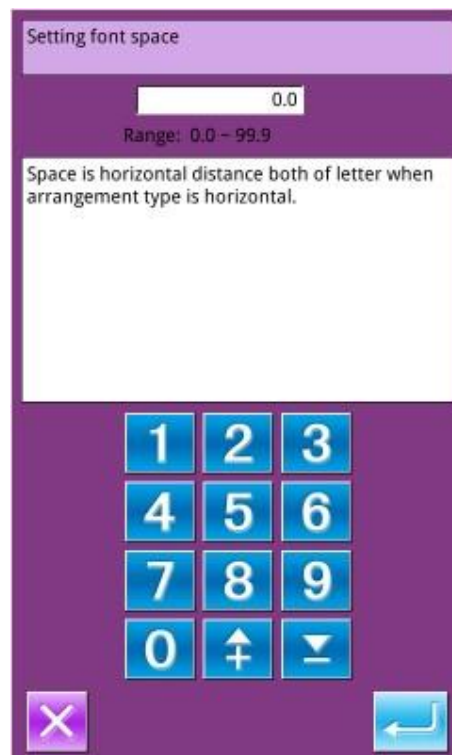 Setting font space
0.0
Range: 0.0 ~ 99.9
Space is horizontal distance both of letter when
arrangement type is horizontal.
1 2 3
4 5 6
7 8 9
0 + −